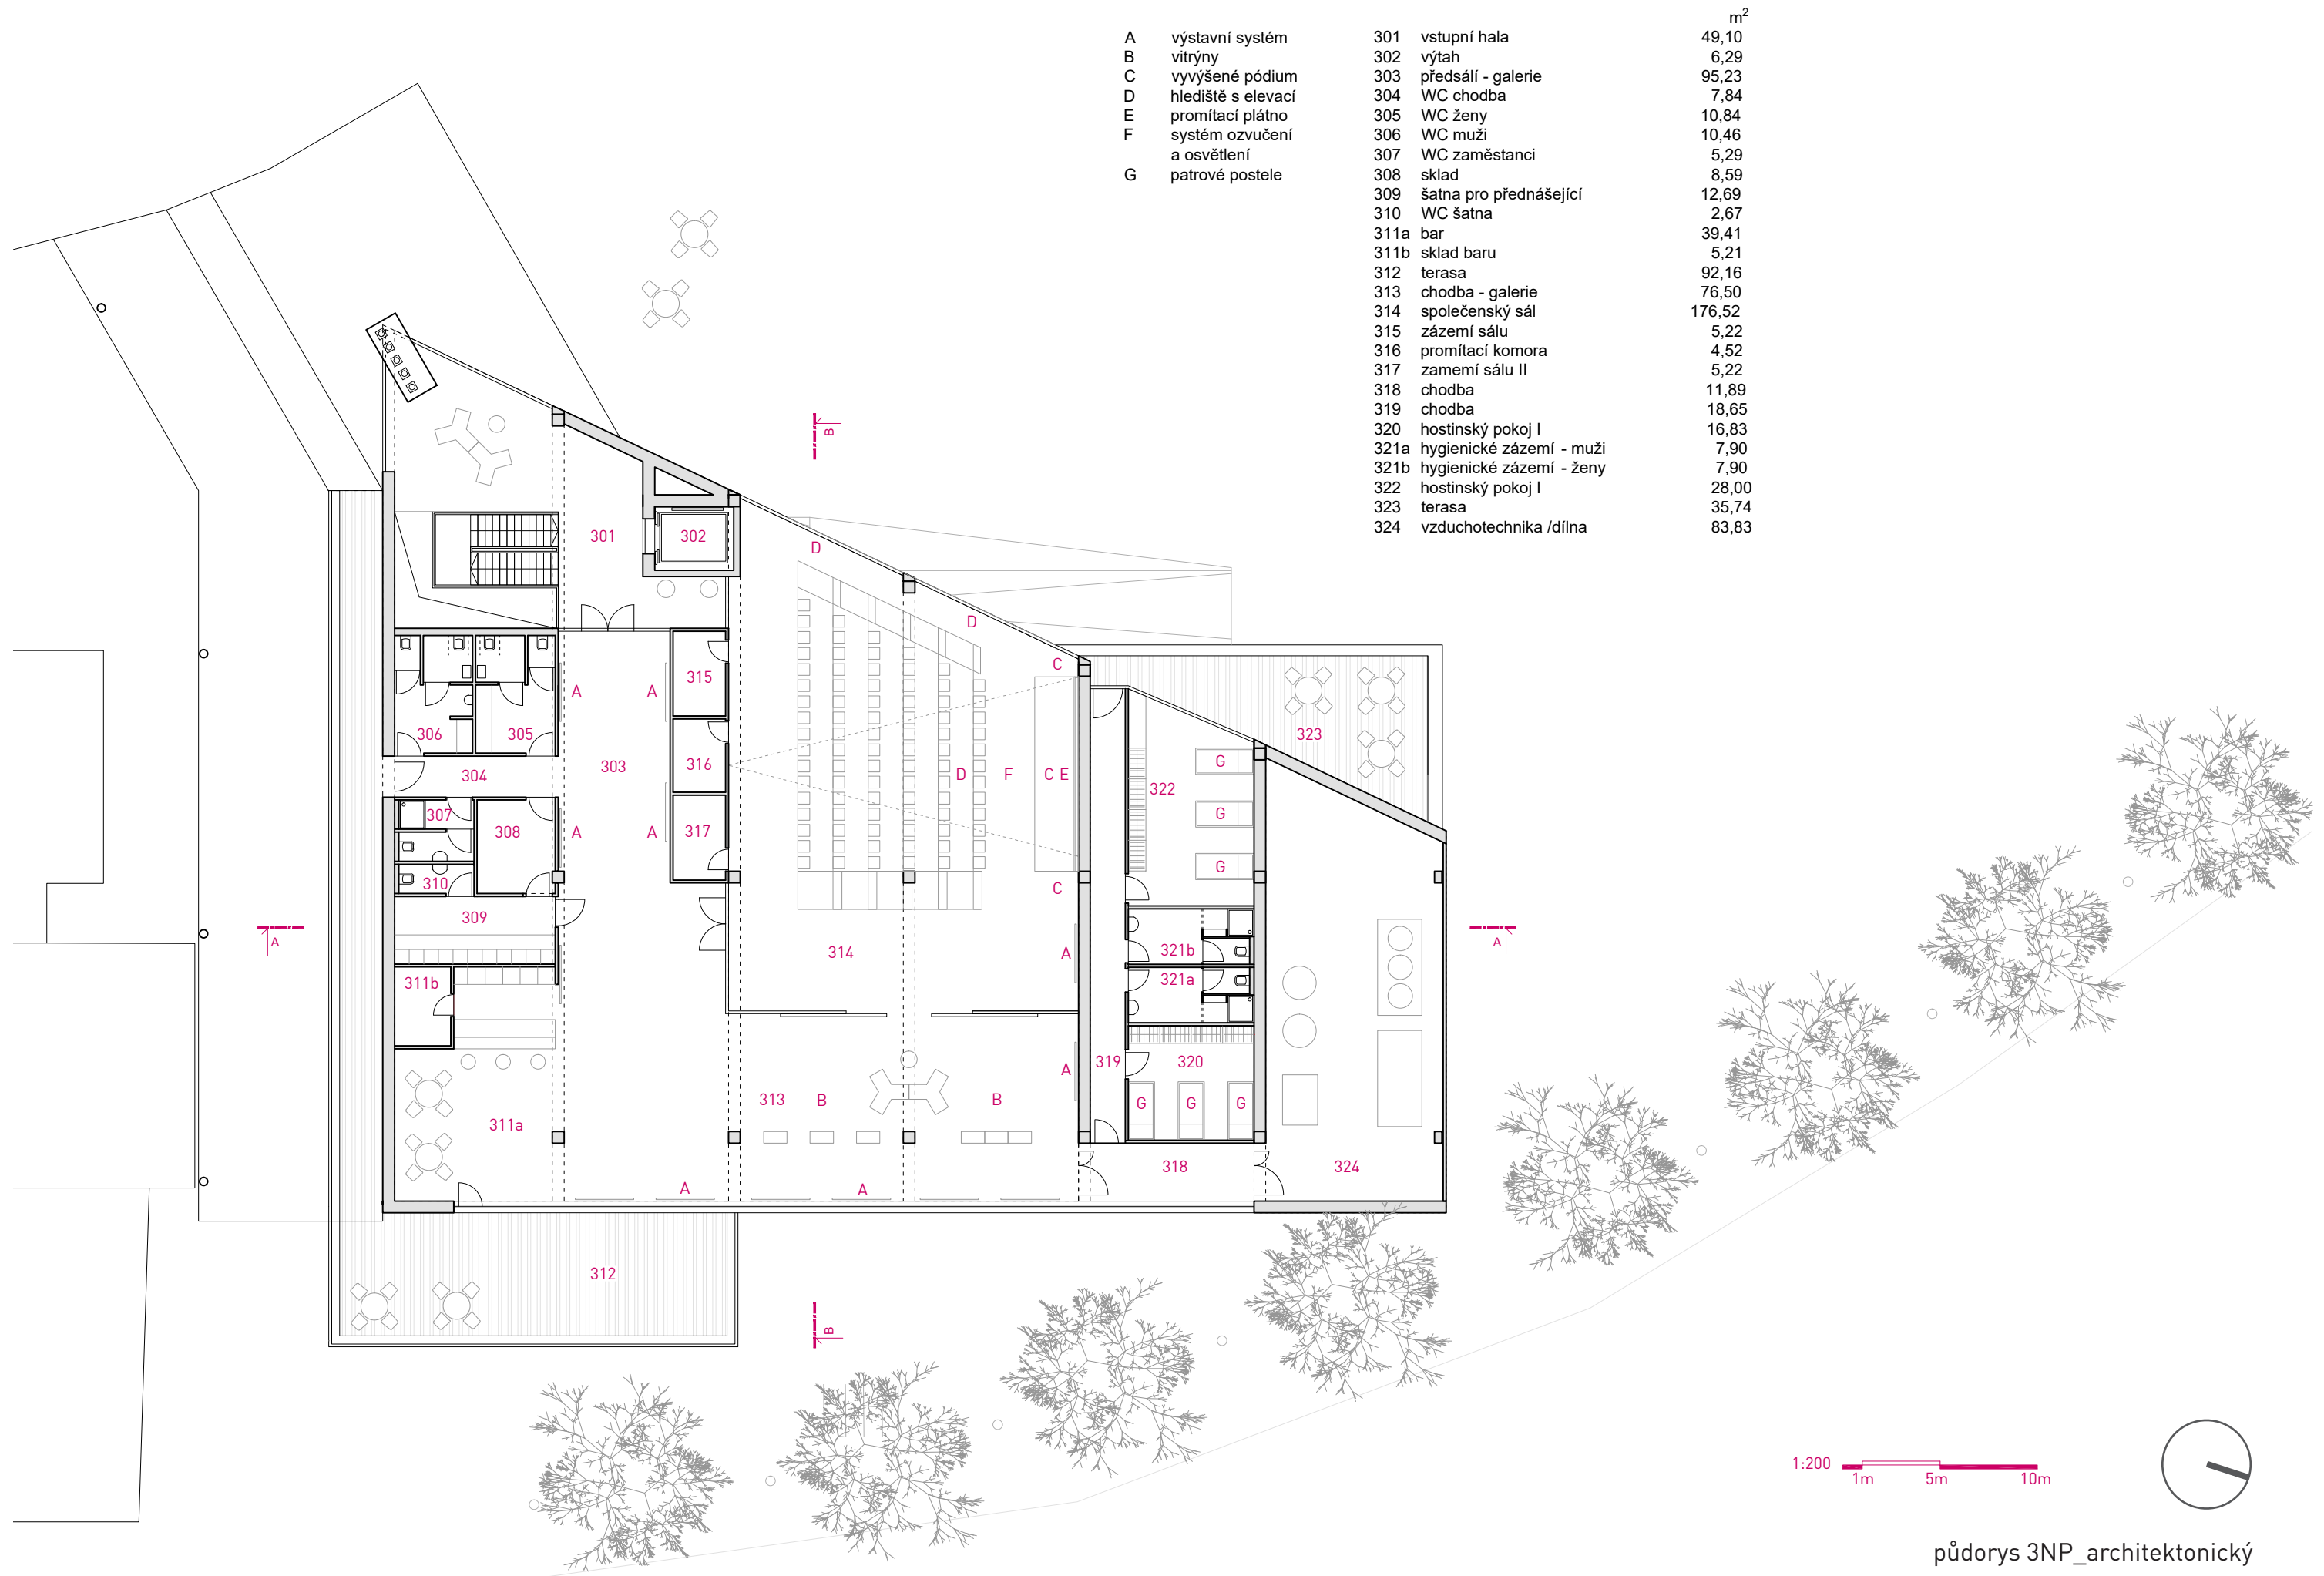 m²
A výstavní systém
B vitrýny
C vyvýšené pódium
D hlediště s elevací
E promítací plátno
F systém ozvučení
a osvětlení
G patrové postele
301 vstupní hala 49,10
302 výtah 6,29
303 předsálí - galerie 95,23
304 WC chodba 7,84
305 WC ženy 10,84
306 WC muži 10,46
307 WC zaměstanci 5,29
308 sklad 8,59
309 šatna pro přednášející 12,69
310 WC šatna 2,67
311a bar 39,41
311b sklad baru 5,21
312 terasa 92,16
313 chodba - galerie 76,50
314 společenský sál 176,52
315 zázemí sálu 5,22
316 promítací komora 4,52
317 zamemí sálu II 5,22
318 chodba 11,89
319 chodba 18,65
320 hostinský pokoj I 16,83
321a hygienické zázemí - muži 7,90
321b hygienické zázemí - ženy 7,90
322 hostinský pokoj I 28,00
323 terasa 35,74
324 vzduchotechnika /dílna 83,83
B
301
302
D
D
C
315
A
A
306
305
323
303
316
304
D
F
C E
G
322
307
308
A
A
317
G
G
310
C
309
A
314
A
321b
A
311b
321a
319
320
A
313
B
B
G
G
G
311a
318
324
A
A
312
B
1:200
1m
5m
10m
půdorys 3NP_architektonický